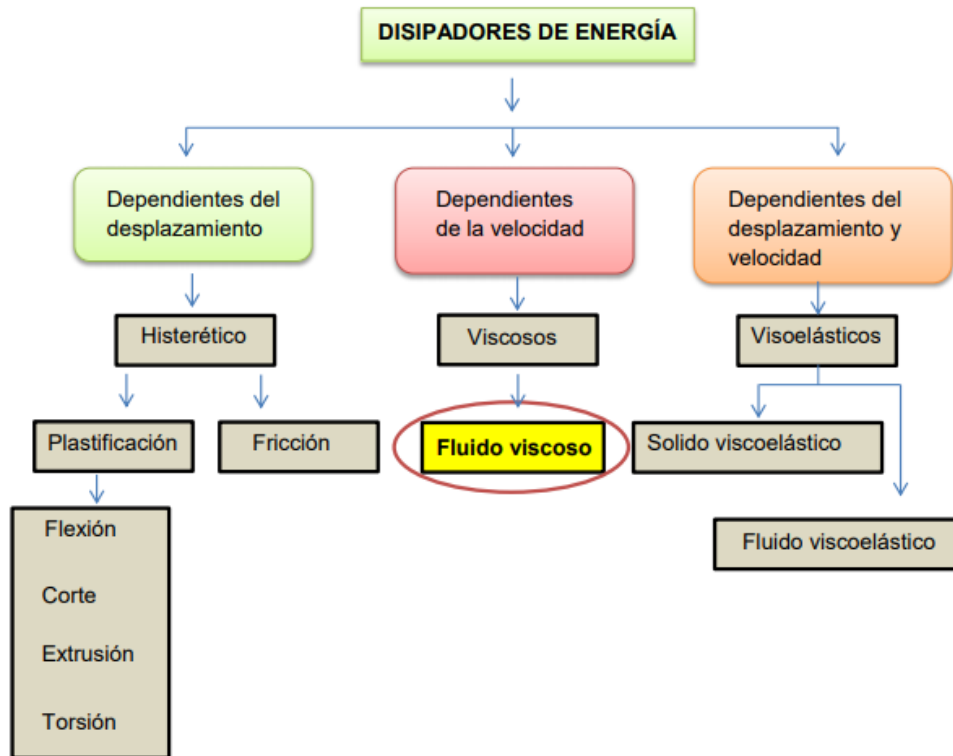 DISIPADORES DE ENERGÍA
Dependientes del
desplazamiento
Dependientes
de la velocidad
Dependientes del
desplazamiento y
velocidad
Histerético
Viscosos
Visoelásticos
Plastificación
Fricción
Fluido viscoso
Solido viscoelástico
Flexión
Corte
Extrusión
Torsión
Fluido viscoelástico